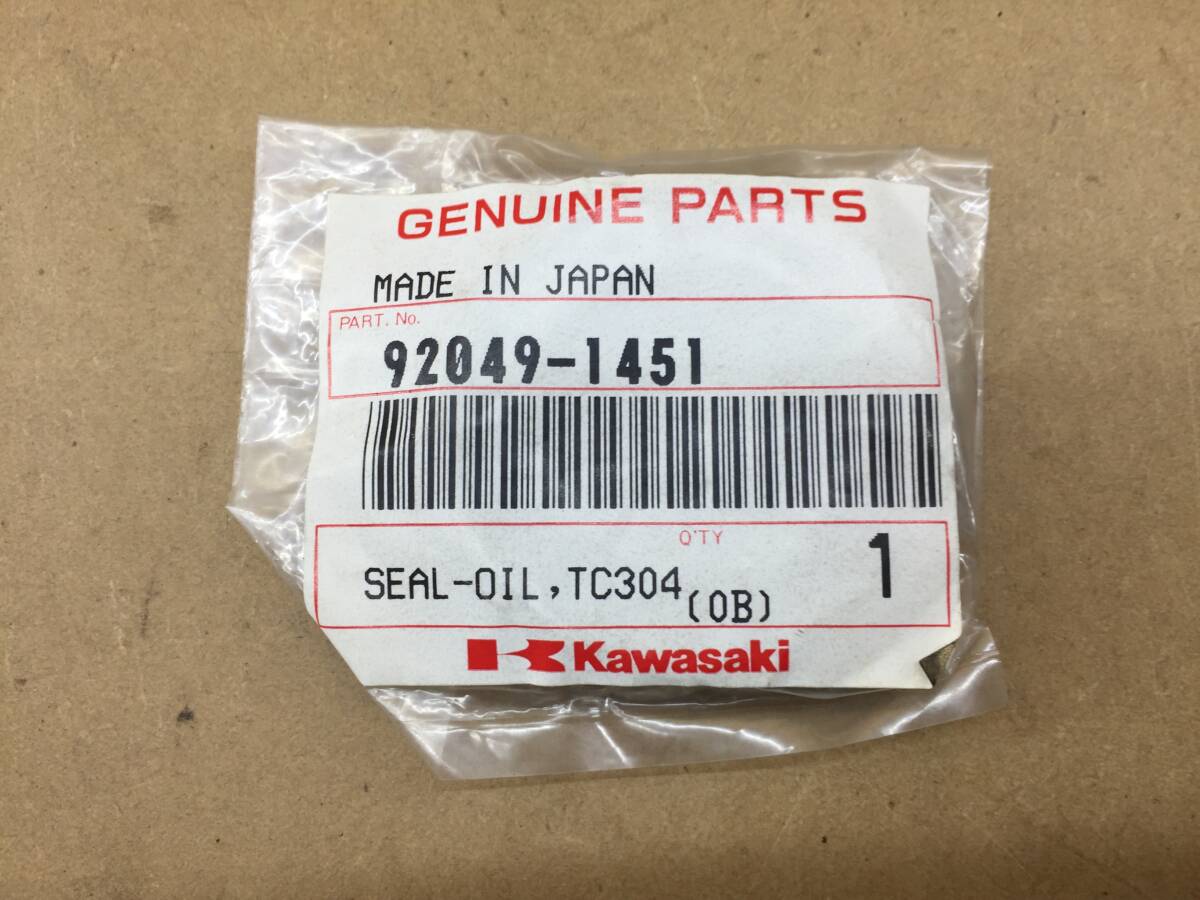 GENUINE PARTS
MADE IN JAPAN
PART. No.
92049-1451
Q'TY
1
SEAL-OIL,TC304(OB)
Kawasaki